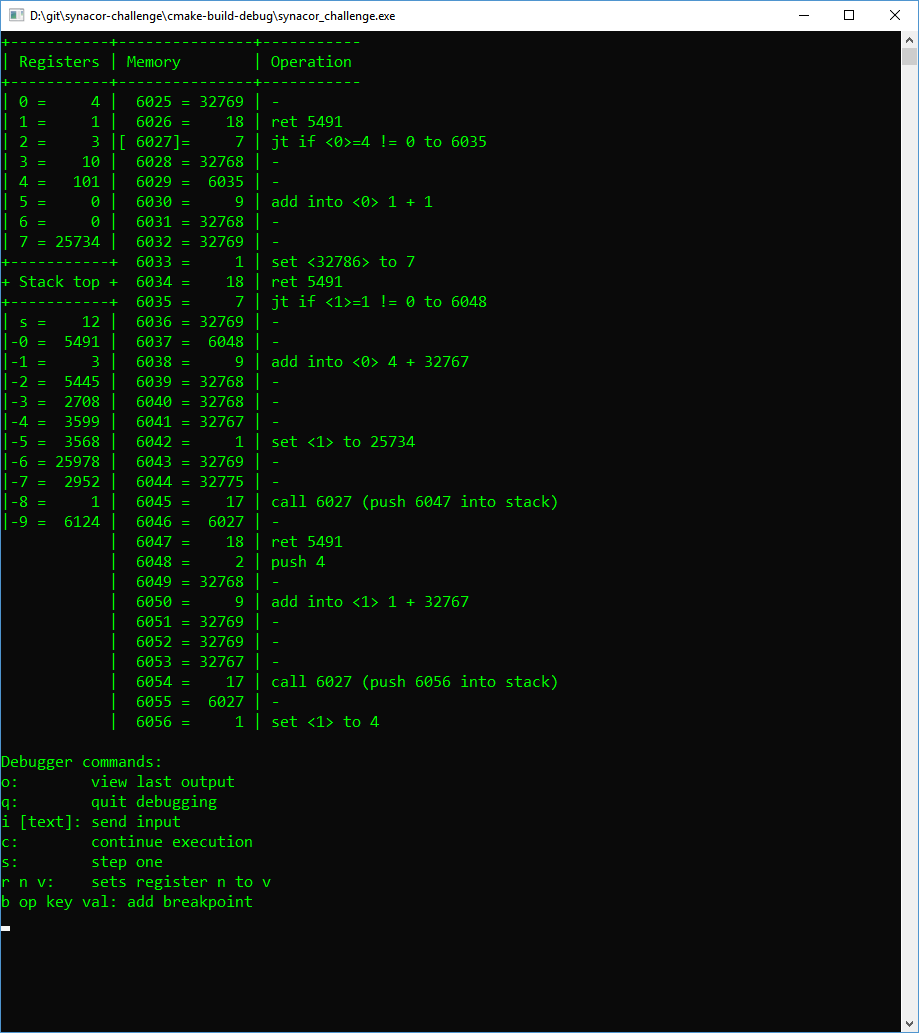 D:\git\synacor-challenge\cmake-build-debug\synacor_challenge.exe
+-----------+---------------+-----------
| Registers | Memory        | Operation
+-----------+---------------+-----------
| 0 =     4 |  6025 = 32769 | -
| 1 =     1 |  6026 =    18 | ret 5491
| 2 =     3 |[ 6027]=     7 | jt if <0>=4 != 0 to 6035
| 3 =    10 |  6028 = 32768 | -
| 4 =   101 |  6029 =  6035 | -
| 5 =     0 |  6030 =     9 | add into <0> 1 + 1
| 6 =     0 |  6031 = 32768 | -
| 7 = 25734 |  6032 = 32769 | -
+-----------+  6033 =     1 | set <32786> to 7
+ Stack top +  6034 =    18 | ret 5491
+-----------+  6035 =     7 | jt if <1>=1 != 0 to 6048
| s =    12 |  6036 = 32769 | -
|-0 =  5491 |  6037 =  6048 | -
|-1 =     3 |  6038 =     9 | add into <0> 4 + 32767
|-2 =  5445 |  6039 = 32768 | -
|-3 =  2708 |  6040 = 32768 | -
|-4 =  3599 |  6041 = 32767 | -
|-5 =  3568 |  6042 =     1 | set <1> to 25734
|-6 = 25978 |  6043 = 32769 | -
|-7 =  2952 |  6044 = 32775 | -
|-8 =     1 |  6045 =    17 | call 6027 (push 6047 into stack)
|-9 =  6124 |  6046 =  6027 | -
            |  6047 =    18 | ret 5491
            |  6048 =     2 | push 4
            |  6049 = 32768 | -
            |  6050 =     9 | add into <1> 1 + 32767
            |  6051 = 32769 | -
            |  6052 = 32769 | -
            |  6053 = 32767 | -
            |  6054 =    17 | call 6027 (push 6056 into stack)
            |  6055 =  6027 | -
            |  6056 =     1 | set <1> to 4
Debugger commands:
o:        view last output
q:        quit debugging
i [text]: send input
c:        continue execution
s:        step one
r n v:    sets register n to v
b op key val: add breakpoint